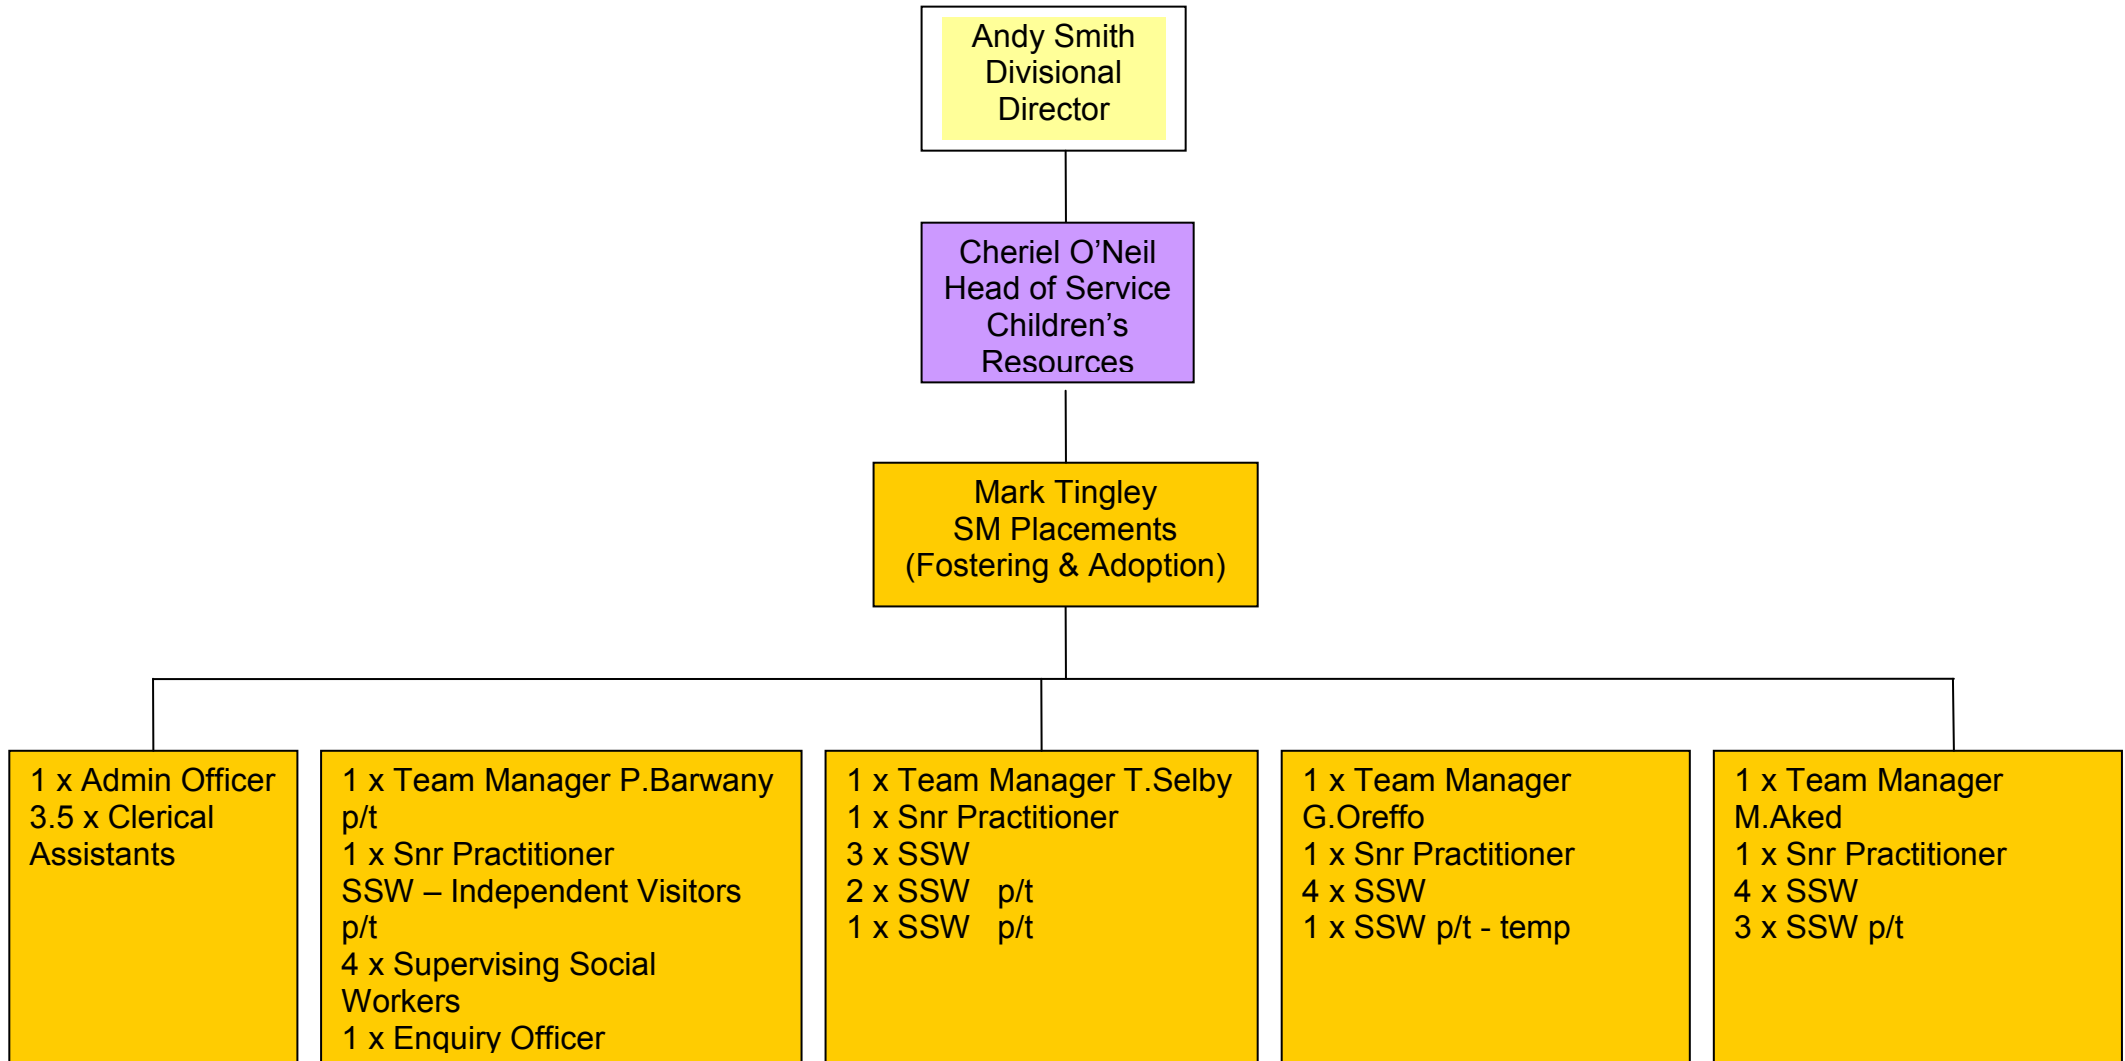 Andy Smith
Divisional
Director
Cheriel O’Neil
Head of Service
Children’s
Resources
Mark Tingley
SM Placements
(Fostering & Adoption)
1 x Admin Officer
3.5 x Clerical
Assistants
1 x Team Manager P.Barwany
p/t
1 x Snr Practitioner
SSW – Independent Visitors
p/t
4 x Supervising Social
Workers
1 x Enquiry Officer
1 x Team Manager T.Selby
1 x Snr Practitioner
3 x SSW
2 x SSW   p/t
1 x SSW   p/t
1 x Team Manager
G.Oreffo
1 x Snr Practitioner
4 x SSW
1 x SSW p/t - temp
1 x Team Manager
M.Aked
1 x Snr Practitioner
4 x SSW
3 x SSW p/t